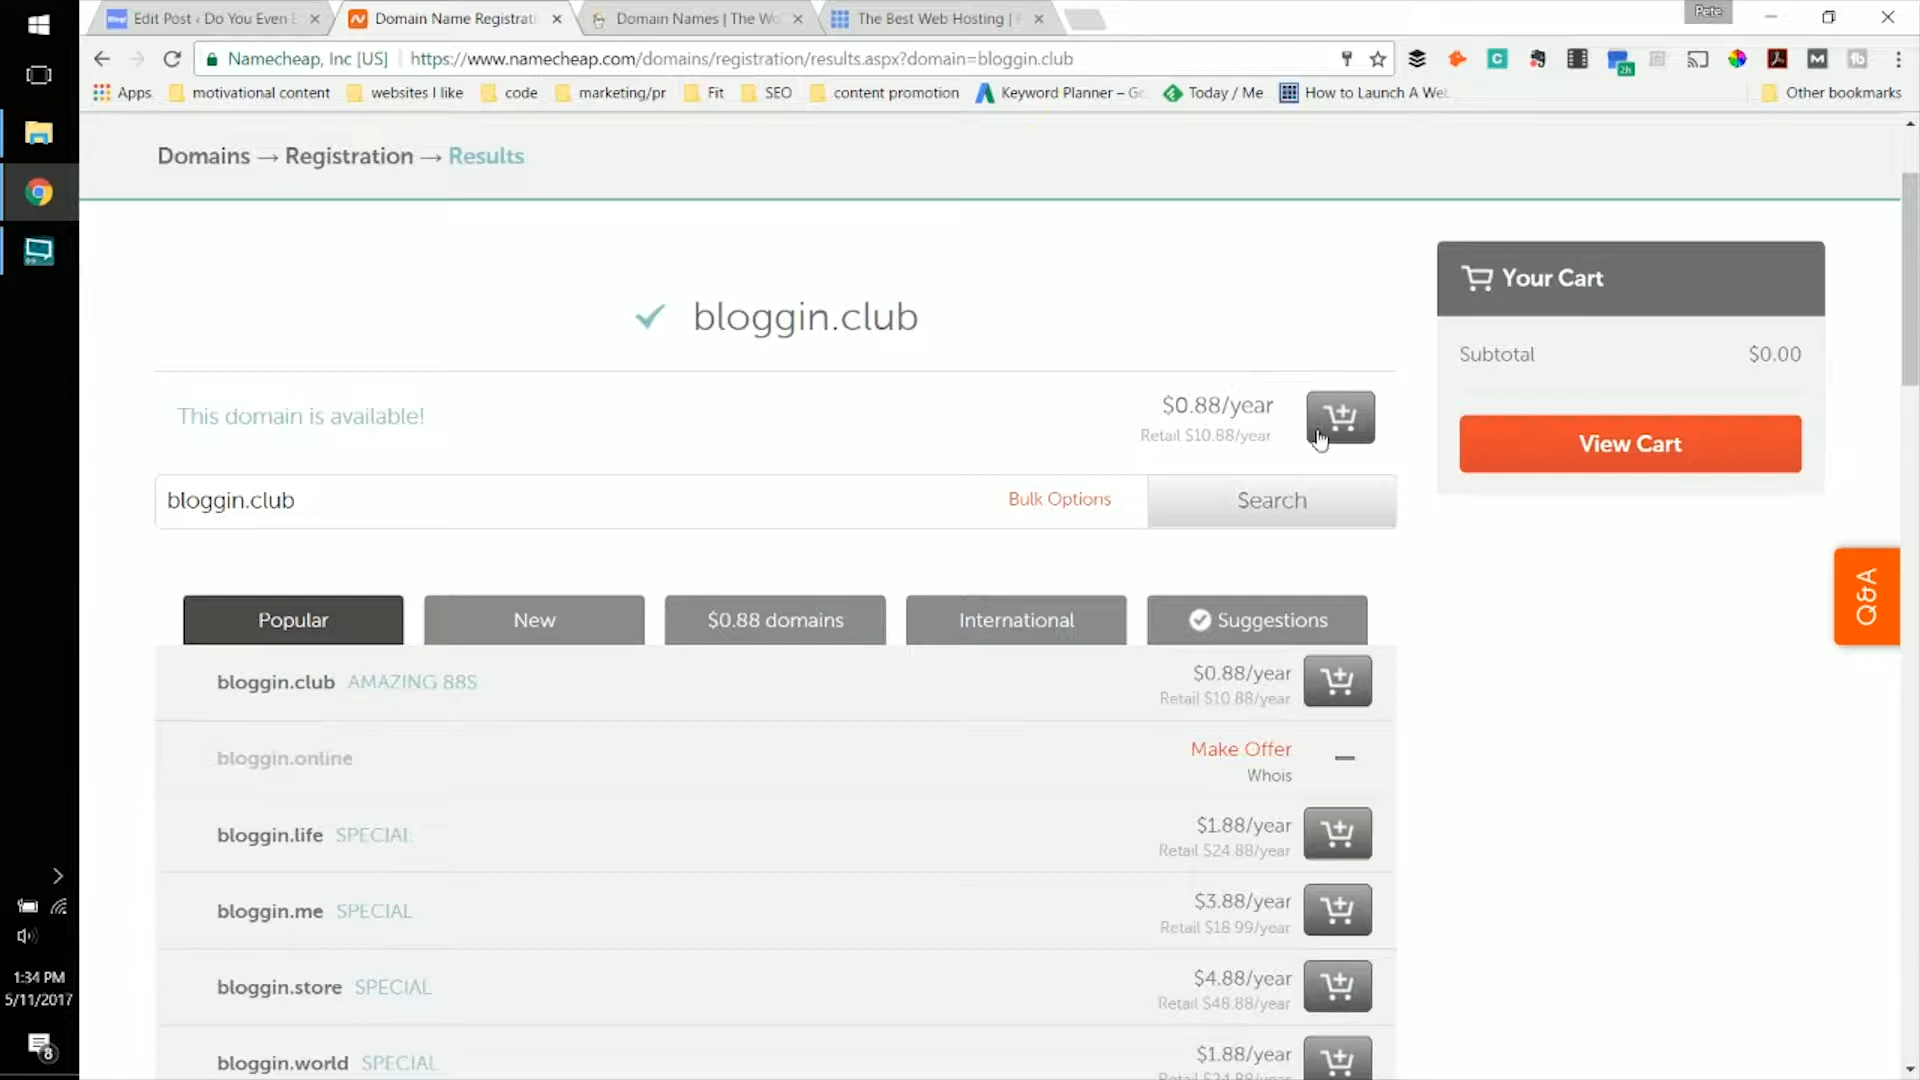 Edit Post ‹ Do You Even
Domain Name Registrati
Domain Names | The Wo
The Best Web Hosting |
Pete
Namecheap, Inc [US]
https://www.namecheap.com/domains/registration/results.aspx?domain=bloggin.club
Apps
motivational content
websites I like
code
marketing/pr
Fit
SEO
content promotion
Keyword Planner – Go
Today / Me
How to Launch A Web
Other bookmarks
Domains → Registration → Results
bloggin.club
This domain is available!
$0.88/year
Retail $10.88/year
Your Cart
Subtotal
$0.00
View Cart
bloggin.club
Bulk Options
Search
Popular
New
$0.88 domains
International
Suggestions
Q&A
bloggin.club AMAZING 88S
$0.88/year
Retail $10.88/year
bloggin.online
Make Offer
Whois
bloggin.life SPECIAL
$1.88/year
Retail $24.88/year
bloggin.me SPECIAL
$3.88/year
Retail $18.99/year
bloggin.store SPECIAL
$4.88/year
Retail $48.88/year
bloggin.world SPECIAL
$1.88/year
Retail $24.88/year
1:34 PM
5/11/2017
8